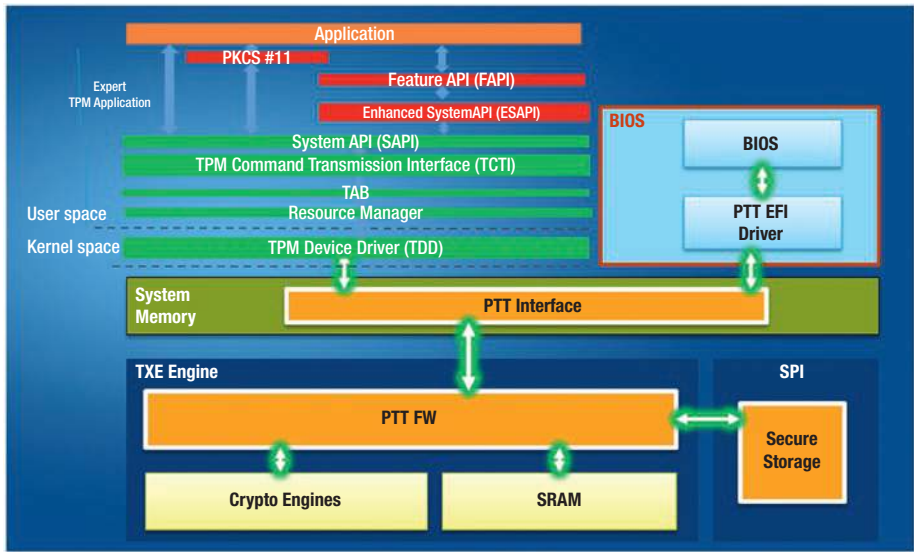 Application
PKCS #11
Expert
TPM Application
Feature API (FAPI)
Enhanced SystemAPI (ESAPI)
System API (SAPI)
TPM Command Transmission Interface (TCTI)
TAB
User space
Resource Manager
Kernel space
TPM Device Driver (TDD)
BIOS
BIOS
PTT EFI
Driver
System
Memory
PTT Interface
TXE Engine
PTT FW
Crypto Engines
SRAM
SPI
Secure
Storage